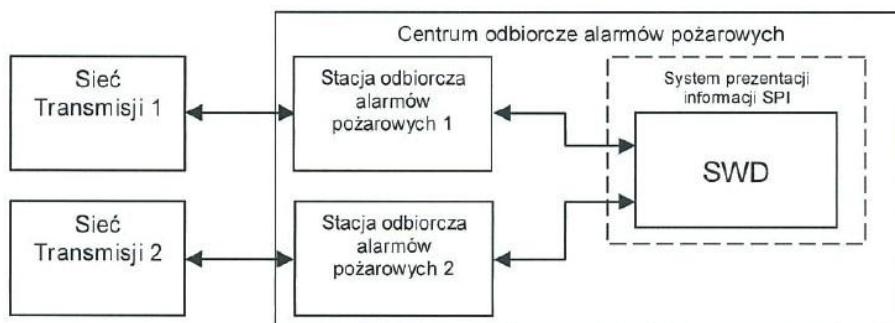 Centrum odbiorcze alarmów pożarowych
Sieć
Transmisji 1
Stacja odbiorcza
alarmów
pożarowych 1
System prezentacji
informacji SPI
SWD
Sieć
Transmisji 2
Stacja odbiorcza
alarmów
pożarowych 2